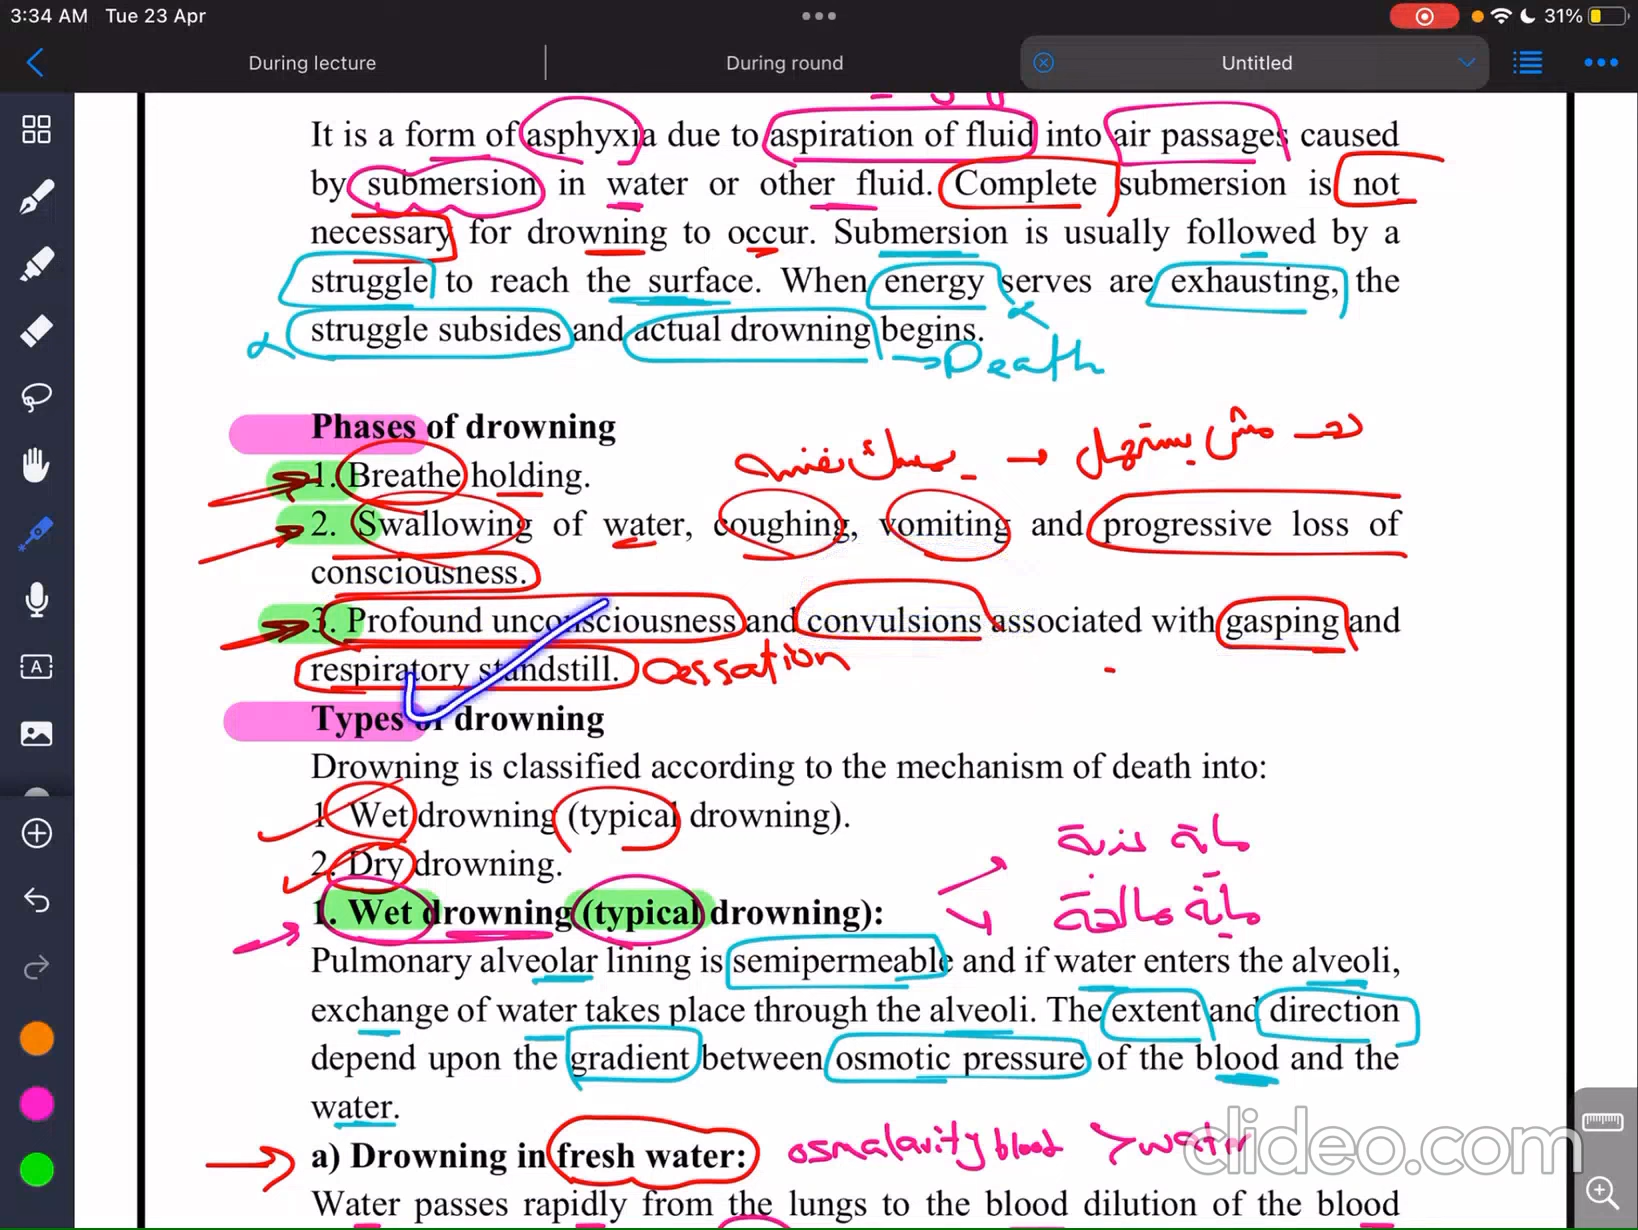 3:34 AM Tue 23 Apr
31%
During lecture
During round
Untitled
It is a form of asphyxia due to aspiration of fluid into air passages caused
by submersion in water or other fluid. Complete submersion is not
necessary for drowning to occur. Submersion is usually followed by a
struggle to reach the surface. When energy serves are exhausting, the
struggle subsides and actual drowning begins.
Death
Phases of drowning
1. Breathe holding.
2. Swallowing of water, coughing, vomiting and progressive loss of
consciousness.
3. Profound unconsciousness and convulsions associated with gasping and
respiratory standstill. Cessation
Types of drowning
Drowning is classified according to the mechanism of death into:
1 Wet drowning (typical drowning).
2. Dry drowning.
ماية عذبة
1. Wet drowning (typical drowning):
ماية مالحة
Pulmonary alveolar lining is semipermeable and if water enters the alveoli,
exchange of water takes place through the alveoli. The extent and direction
depend upon the gradient between osmotic pressure of the blood and the
water.
a) Drowning in fresh water: osmalarity blood > water
clideo.com
Water passes rapidly from the lungs to the blood dilution of the blood